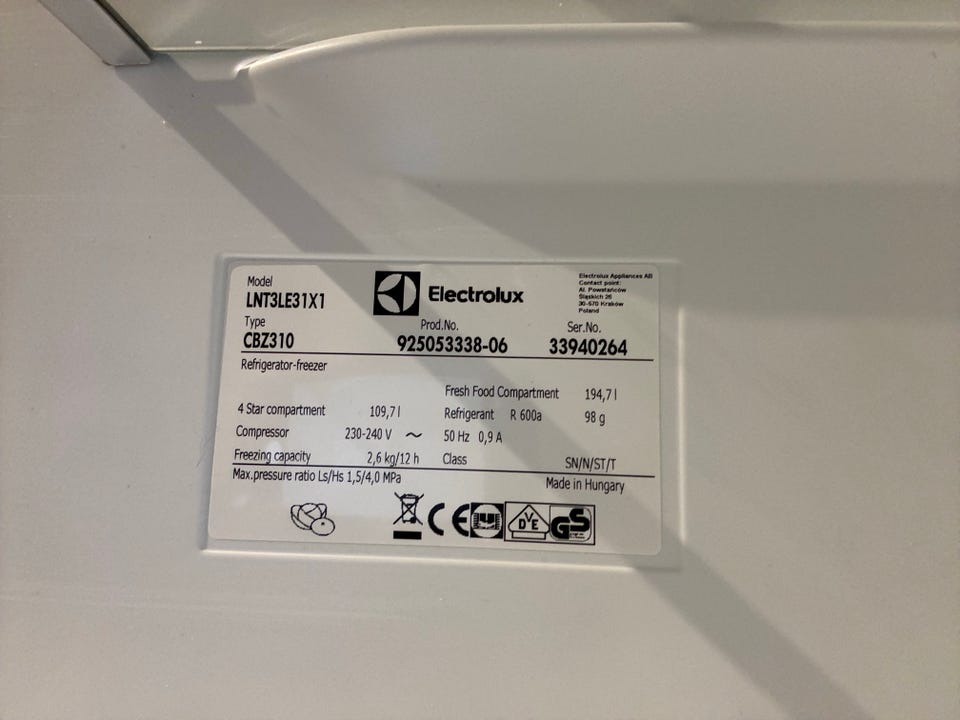 Model
LNT3LE31X1
Electrolux
Electrolux Appliances AB
Contact point:
Al. Powstańców
Śląskich 26
30-570 Kraków
Poland
Type
CBZ310
Prod.No.
925053338-06
Ser.No.
33940264
Refrigerator-freezer
Fresh Food Compartment 194,7 l
4 Star compartment 109,7 l Refrigerant R 600a 98 g
Compressor 230-240 V ~ 50 Hz 0,9 A
Freezing capacity 2,6 kg/12 h Class SN/N/ST/T
Max.pressure ratio Ls/Hs 1,5/4,0 MPa Made in Hungary
CE DVE GS